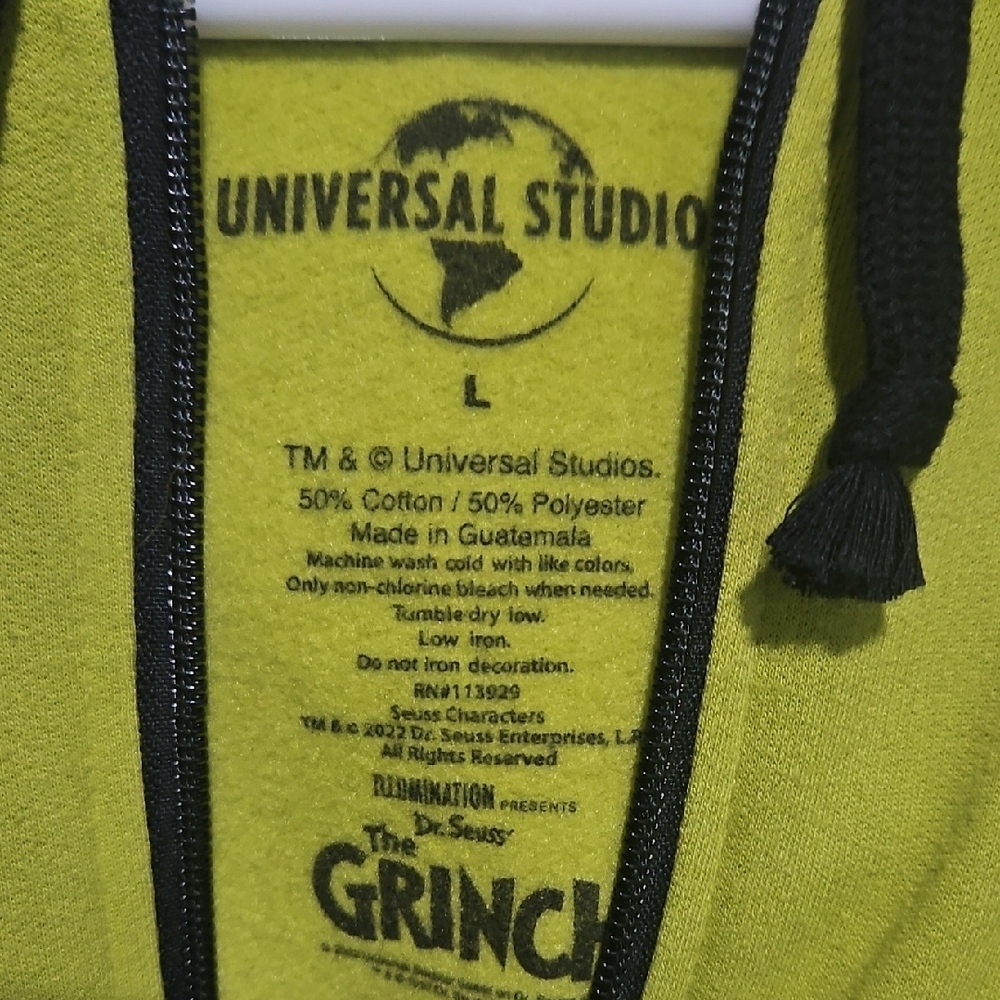 UNIVERSAL STUDIO
L
TM & © Universal Studios.
50% Cotton / 50% Polyester
Made in Guatemala
Machine wash cold with like colors.
Only non-chlorine bleach when needed.
Tumble dry low.
Low iron.
Do not iron decoration.
RN#113929
Seuss Characters
TM & © 2022 Dr. Seuss Enterprises, L.P
All Rights Reserved
ILLUMINATION PRESENTS
Dr. Seuss'
The
GRINCH